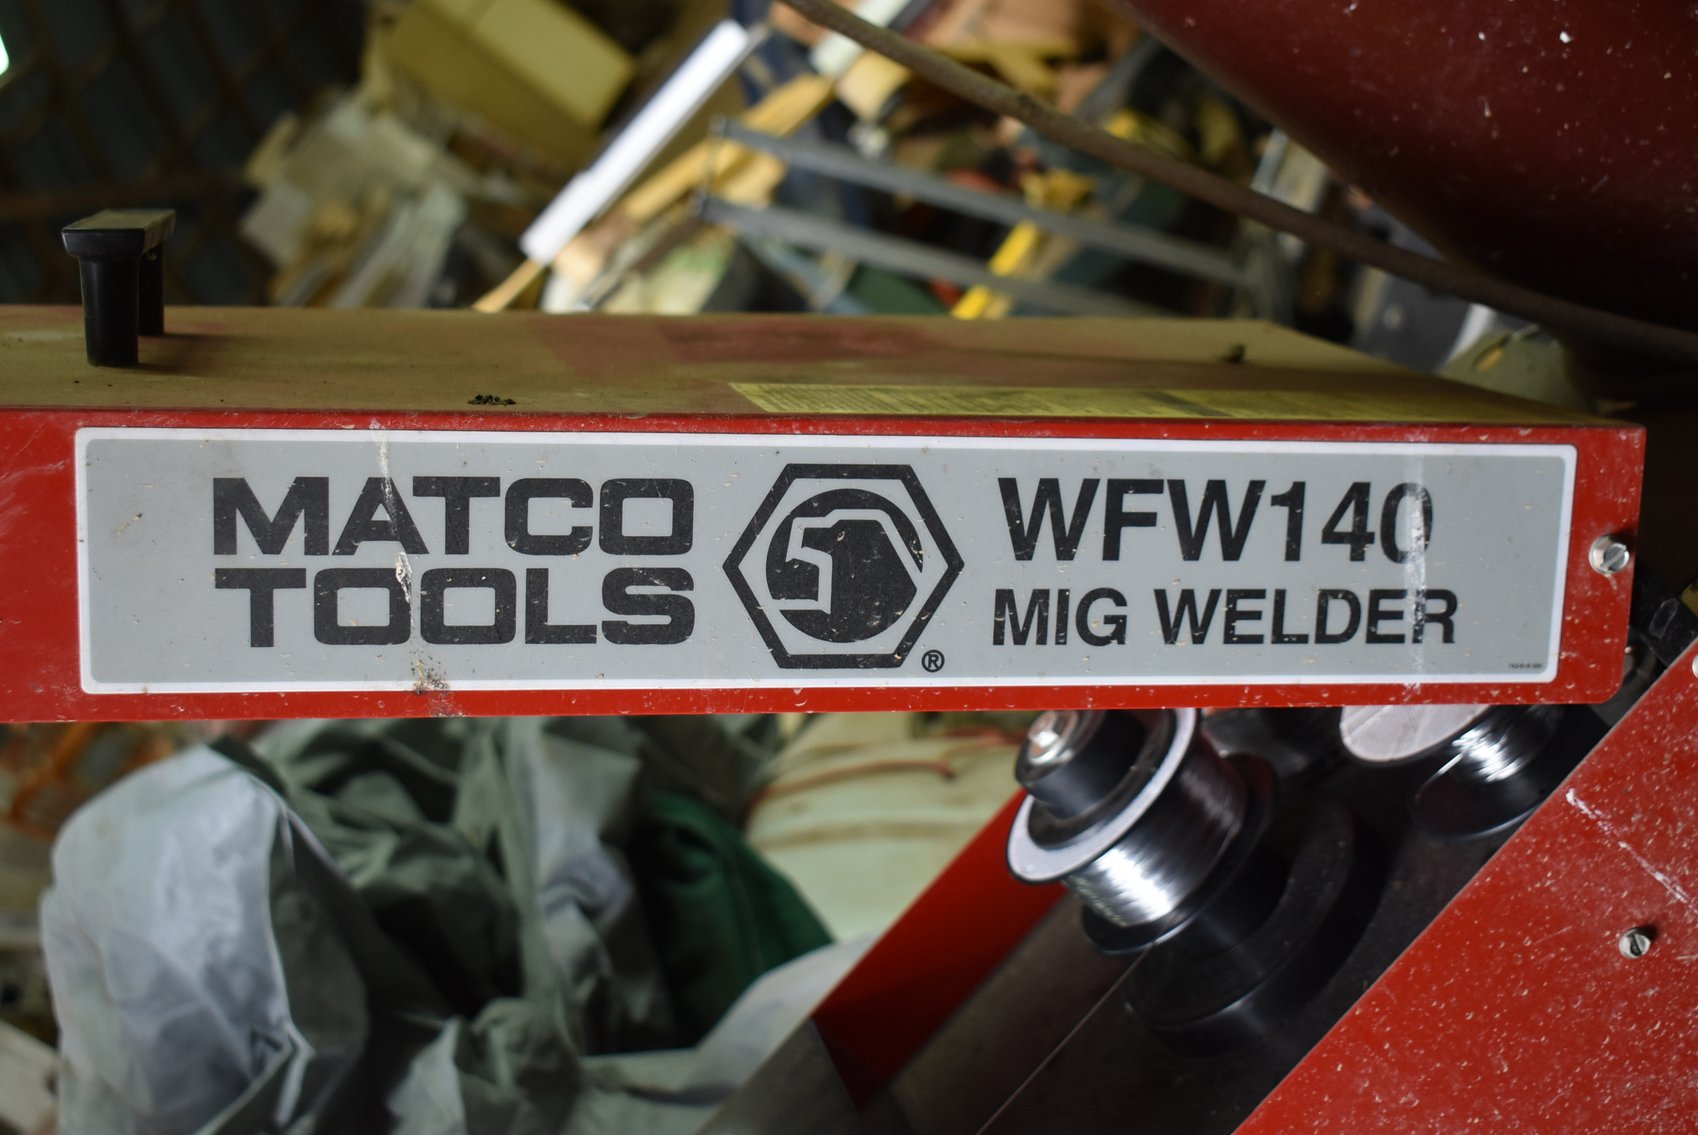 MATCO
TOOLS
®
WFW140
MIG WELDER